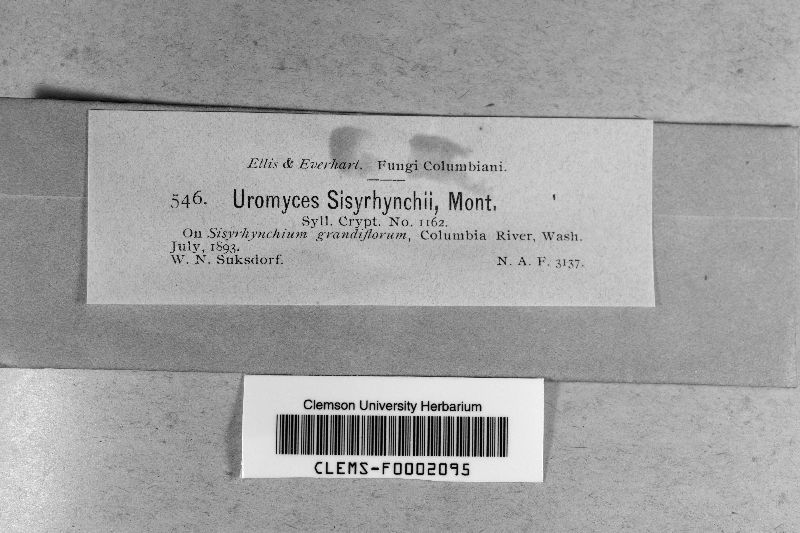 Ellis & Everhart. Fungi Columbiani.
546. Uromyces Sisyrhynchii, Mont.
Syll. Crypt. No. 1162.
On Sisyrhynchium grandiflorum, Columbia River, Wash.
July, 1893.
W. N. Suksdorf. N. A. F. 3137.
Clemson University Herbarium
CLEMS-F0002095